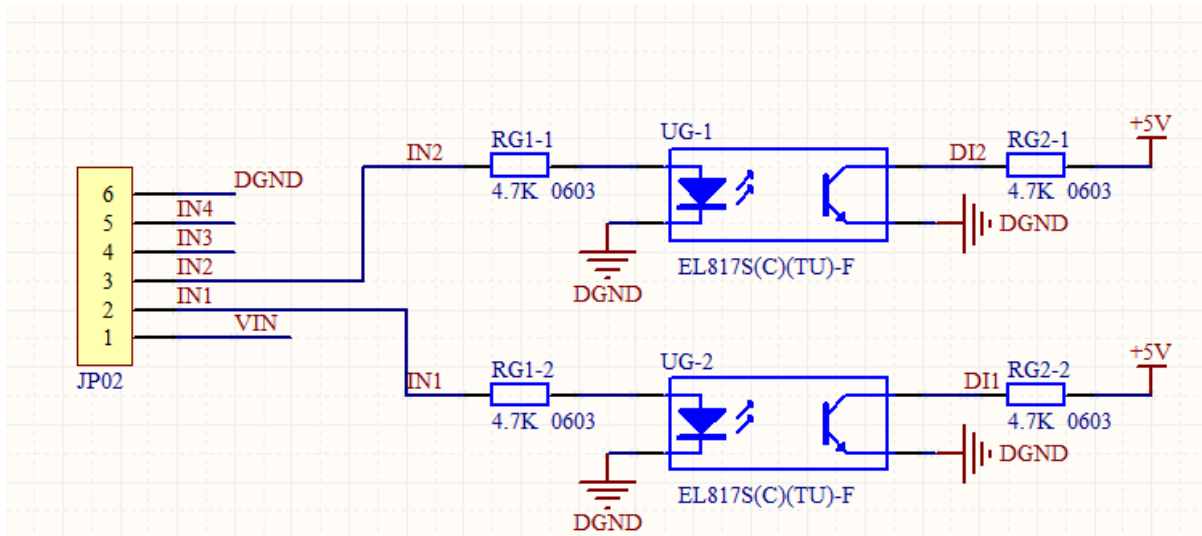 6 DGND
5 IN4
4 IN3
3 IN2
2 IN1
1 VIN
JP02
IN2
RG1-1
4.7K 0603
UG-1
EL817S(C)(TU)-F
DGND
DI2
RG2-1
4.7K 0603
+5V
DGND
IN1
RG1-2
4.7K 0603
UG-2
EL817S(C)(TU)-F
DGND
DI1
RG2-2
4.7K 0603
+5V
DGND